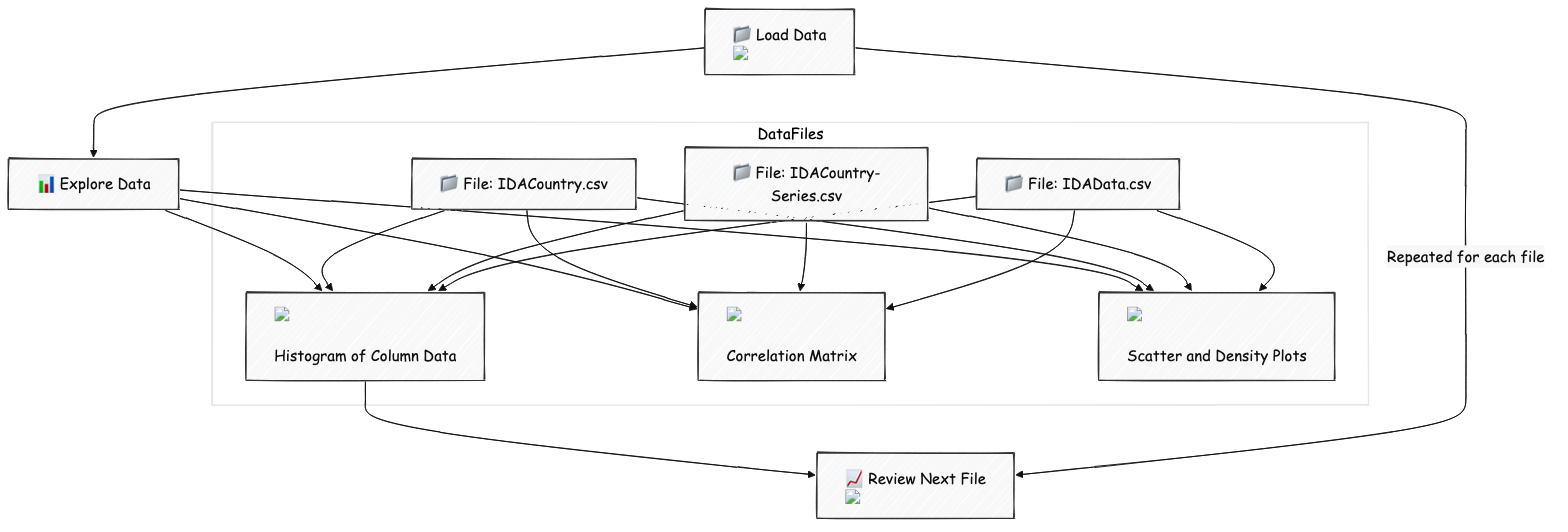 Load Data
DataFiles
Explore Data
File: IDACountry.csv
File: IDACountry-
Series.csv
File: IDAData.csv
Repeated for each file
Histogram of Column Data
Correlation Matrix
Scatter and Density Plots
Review Next File